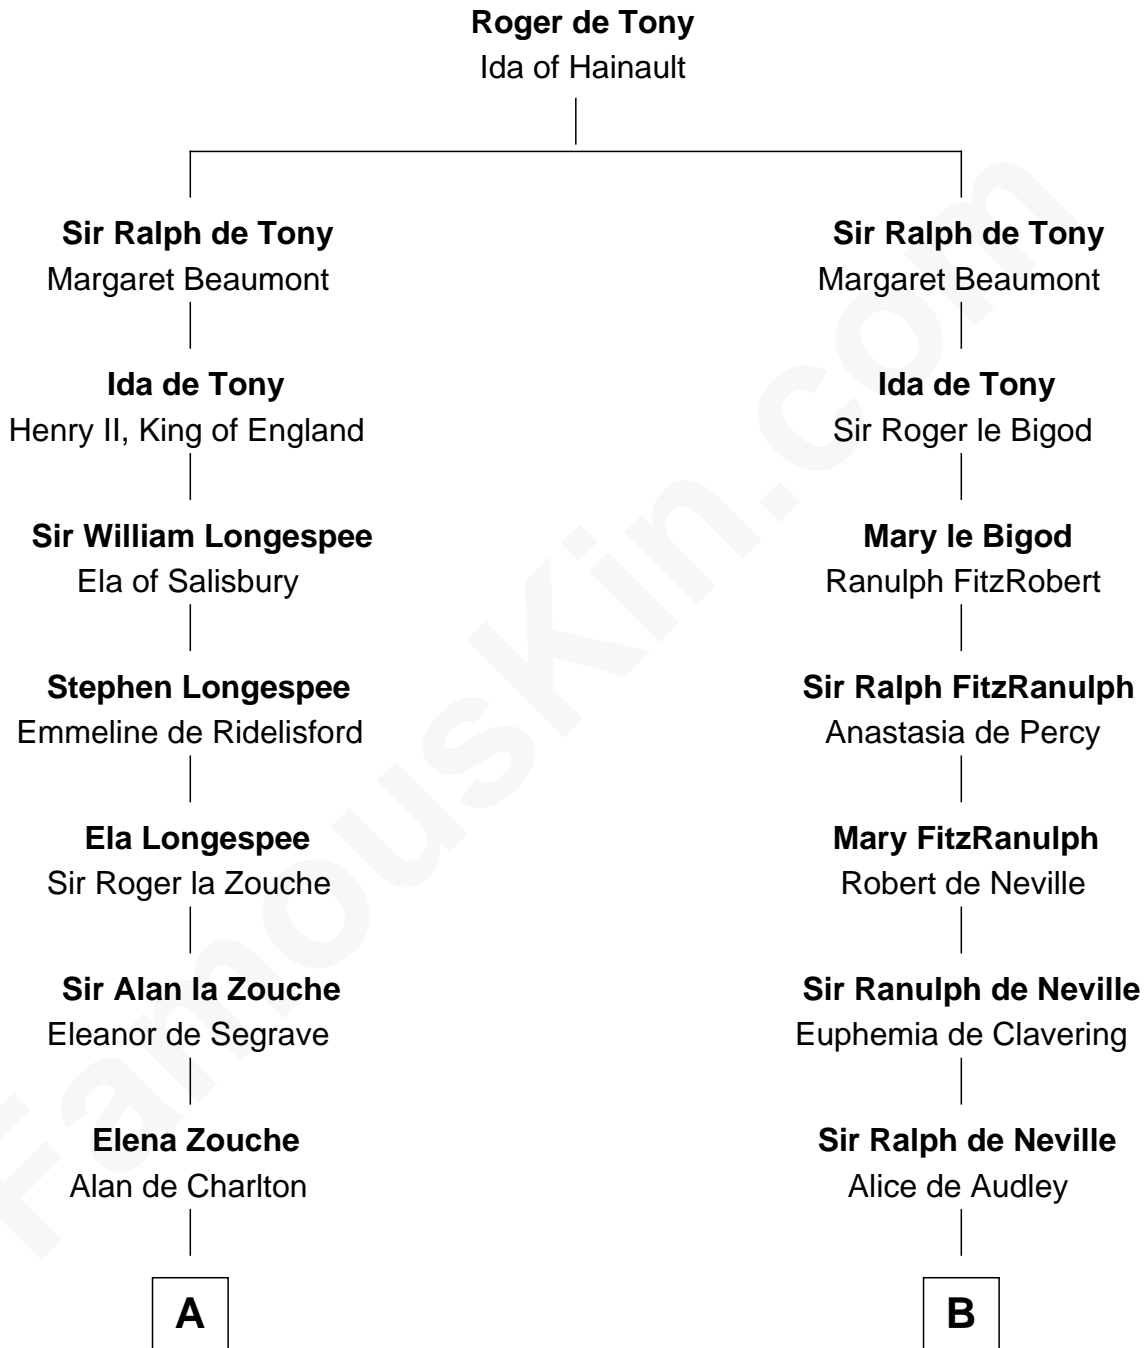 Roger de Tony
Ida of Hainault
Sir Ralph de Tony
Margaret Beaumont
Ida de Tony
Henry II, King of England
Sir William Longespee
Ela of Salisbury
Stephen Longespee
Emmeline de Ridelisford
Ela Longespee
Sir Roger la Zouche
Sir Alan la Zouche
Eleanor de Segrave
Elena Zouche
Alan de Charlton
A
Sir Ralph de Tony
Margaret Beaumont
Ida de Tony
Sir Roger le Bigod
Mary le Bigod
Ranulph FitzRobert
Sir Ralph FitzRanulph
Anastasia de Percy
Mary FitzRanulph
Robert de Neville
Sir Ranulph de Neville
Euphemia de Clavering
Sir Ralph de Neville
Alice de Audley
B
FamousKin.com